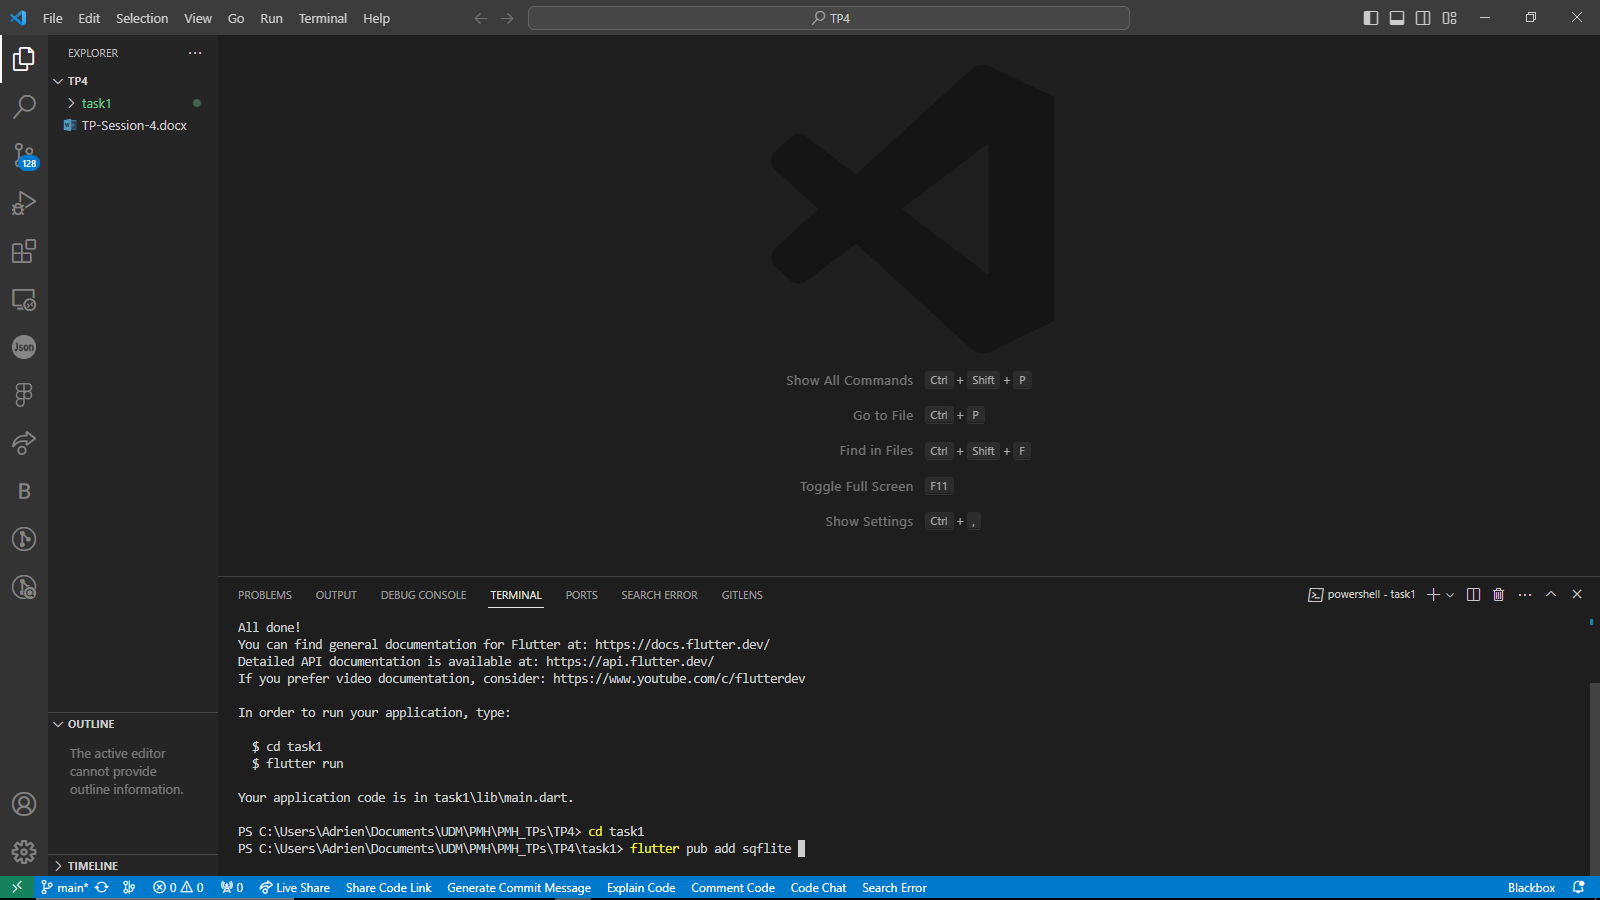 File Edit Selection View Go Run Terminal Help
TP4
EXPLORER
TP4
task1
TP-Session-4.docx
128
Json
B
Show All Commands Ctrl + Shift + P
Go to File Ctrl + P
Find in Files Ctrl + Shift + F
Toggle Full Screen F11
Show Settings Ctrl + ,
PROBLEMS OUTPUT DEBUG CONSOLE TERMINAL PORTS SEARCH ERROR GITLENS
powershell - task1
All done!
You can find general documentation for Flutter at: https://docs.flutter.dev/
Detailed API documentation is available at: https://api.flutter.dev/
If you prefer video documentation, consider: https://www.youtube.com/c/flutterdev
In order to run your application, type:
$ cd task1
$ flutter run
Your application code is in task1\lib\main.dart.
PS C:\Users\Adrien\Documents\UDM\PMH\PMH_TPs\TP4> cd task1
PS C:\Users\Adrien\Documents\UDM\PMH\PMH_TPs\TP4\task1> flutter pub add sqflite
OUTLINE
The active editor
cannot provide
outline information.
TIMELINE
main* 0 0 0 Live Share Share Code Link Generate Commit Message Explain Code Comment Code Code Chat Search Error Blackbox